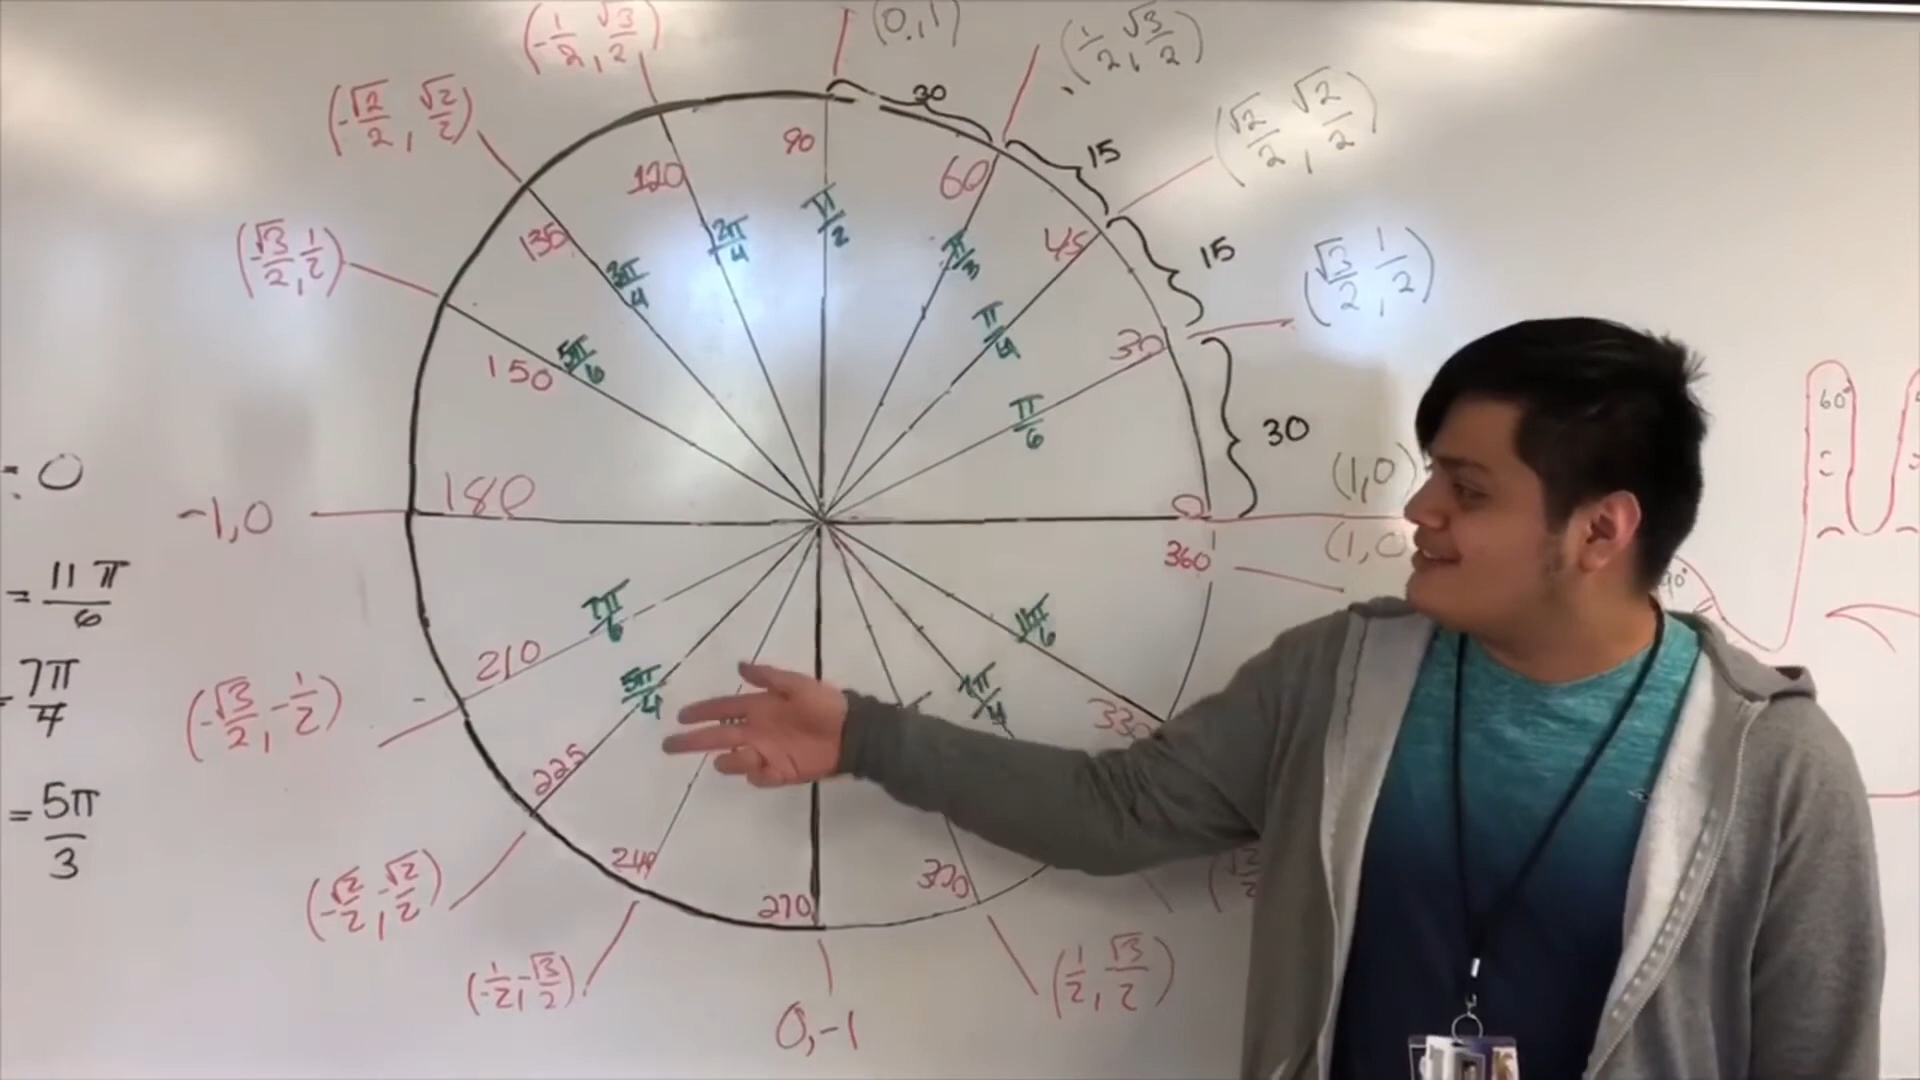 (-1/2, √3/2)
(0,1)
(1/2, √3/2)
(-√2/2, √2/2)
30
(√2/2, √2/2)
90
15
120
60
π/2
2π/4
135
45
(-√3/2, 1/2)
3π/4
π/3
15
(√3/2, 1/2)
π/4
30
150
5π/6
π/6
30
60°
= 0
180
0
(1,0)
-1,0
(1,0
360
90°
= 11π/6
7π/6
11π/6
210
5π/4
7π/4
330
(-√3/2, -1/2)
7π/4
225
= 5π/3
240
300
270
(-√2/2, -√2/2)
(-1/2, -√3/2)
(1/2, √3/2)
0,-1